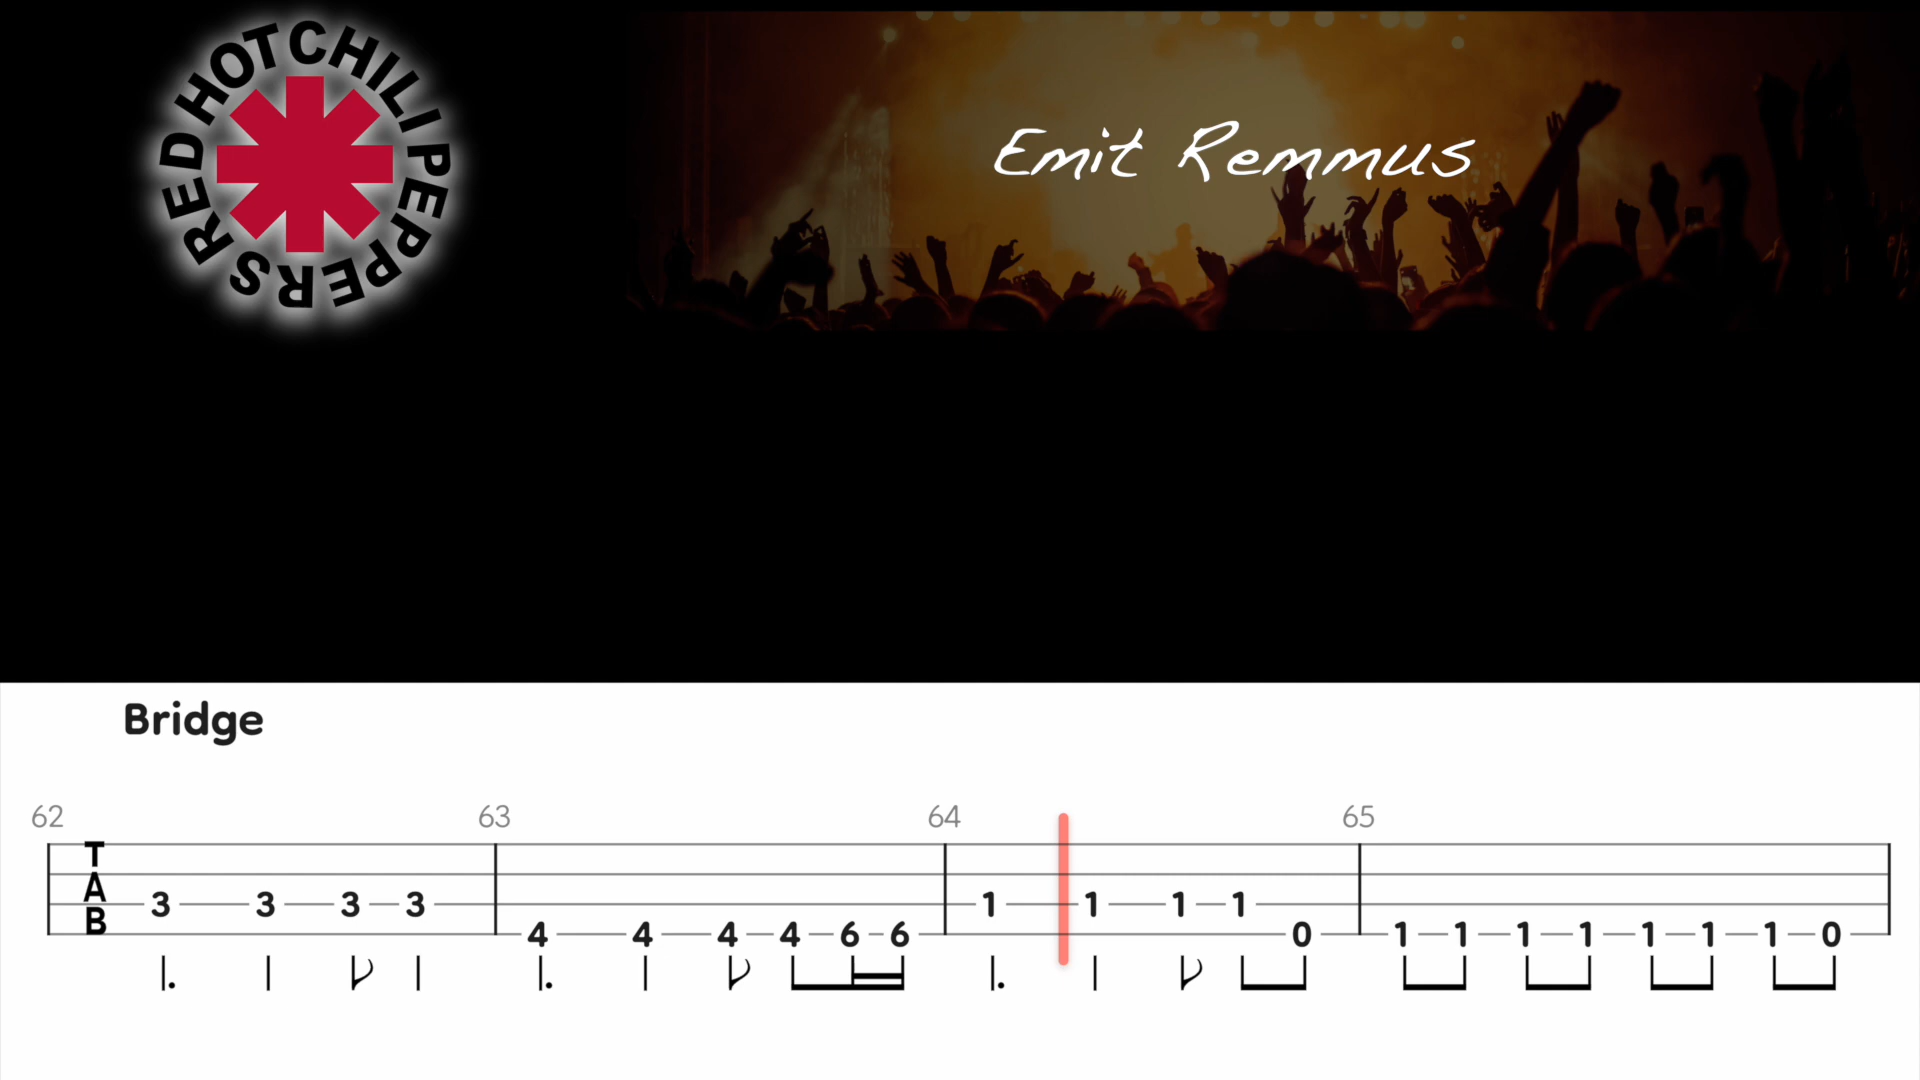 RED HOT CHILI PEPPERS
Emit Remmus
Bridge
62 63 64 65
T
A 3 3 3 3 1 1 1 1
B 4 4 4 4 6 6 0 1 1 1 1 1 1 1 0